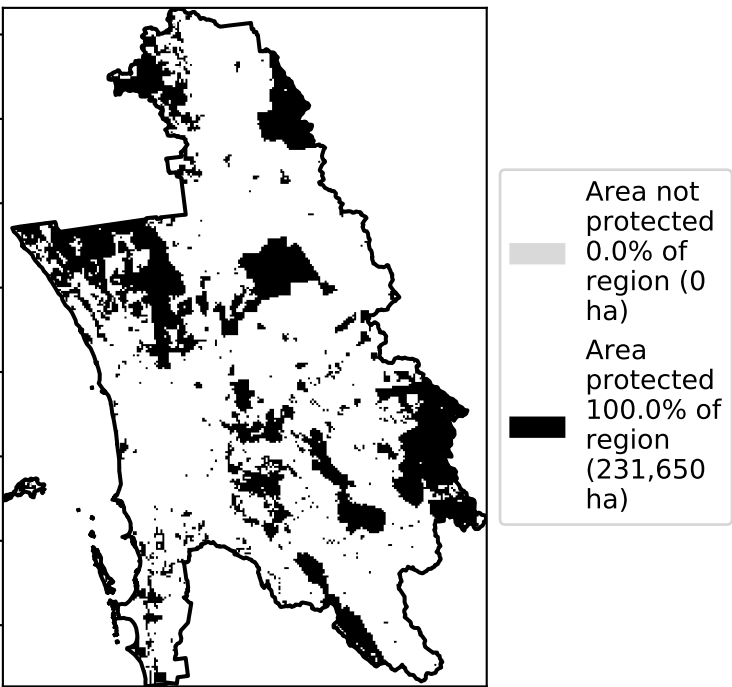 Area not
protected
0.0% of
region (0
ha)
Area
protected
100.0% of
region
(231,650
ha)